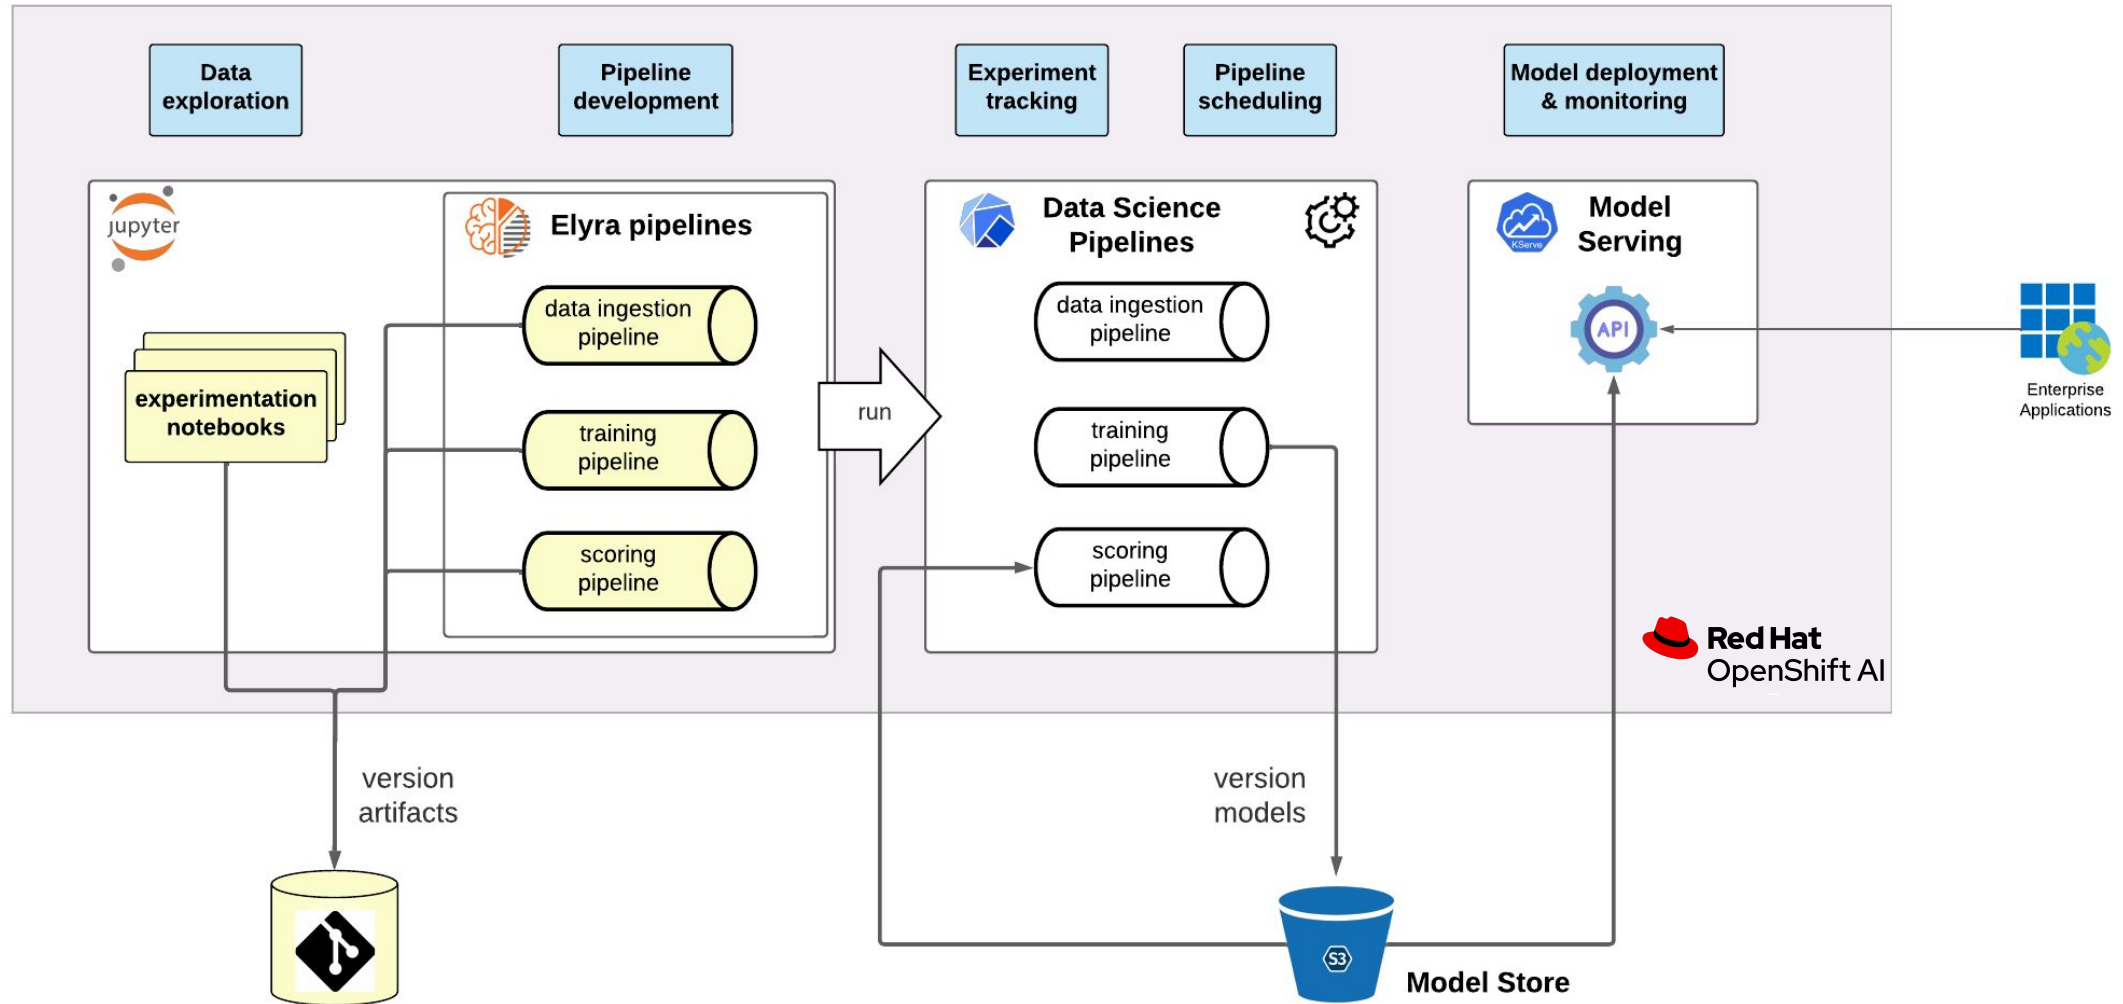 Data
exploration
Pipeline
development
Experiment
tracking
Pipeline
scheduling
Model deployment
& monitoring
jupyter
experimentation
notebooks
Elyra pipelines
data ingestion
pipeline
training
pipeline
scoring
pipeline
run
Data Science
Pipelines
data ingestion
pipeline
training
pipeline
scoring
pipeline
KServe
Model
Serving
API
Enterprise
Applications
Red Hat
OpenShift AI
version
artifacts
version
models
S3
Model Store